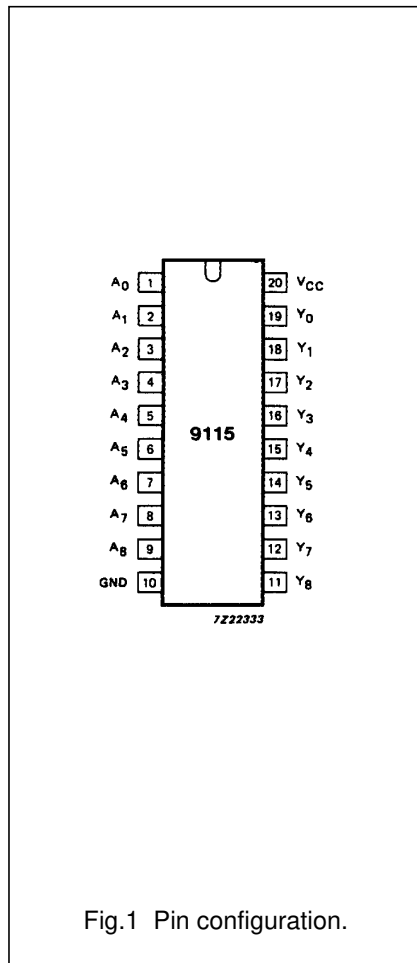 A0 1 20 VCC
A1 2 19 Y0
A2 3 18 Y1
A3 4 17 Y2
A4 5 16 Y3
9115
A5 6 15 Y4
A6 7 14 Y5
A7 8 13 Y6
A8 9 12 Y7
GND 10 11 Y8
7Z22333
Fig.1 Pin configuration.